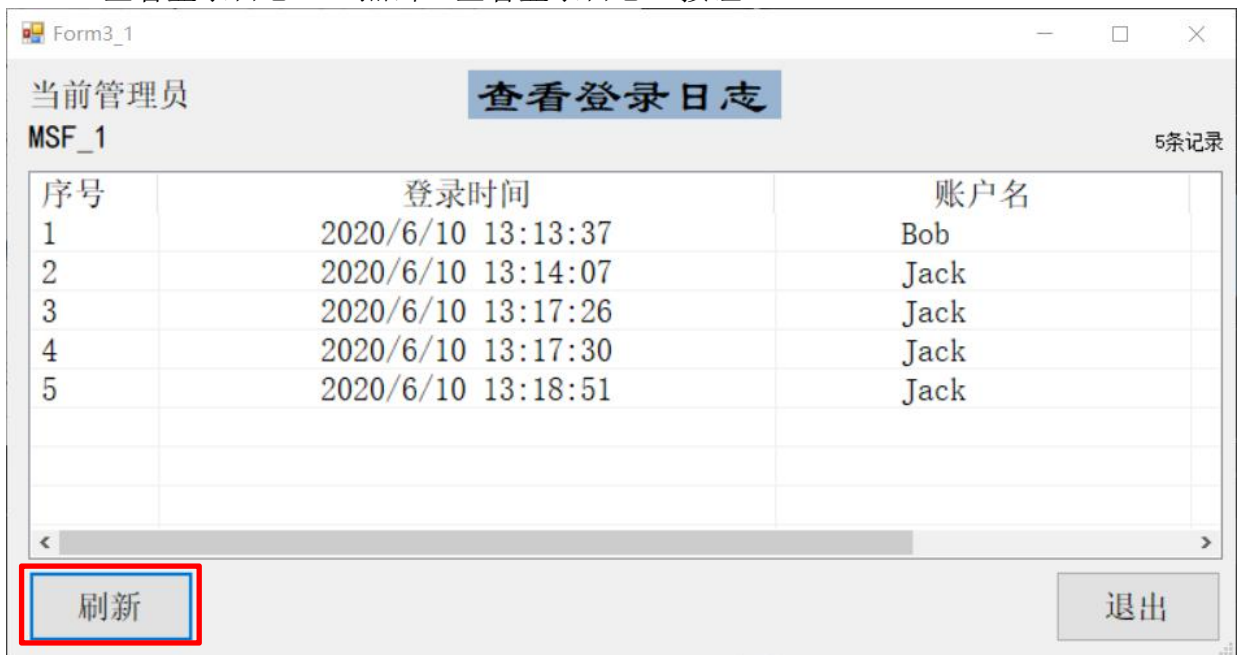 Form3_1
当前管理员
查看登录日志
MSF_1
5条记录
序号 登录时间 账户名
1 2020/6/10 13:13:37 Bob
2 2020/6/10 13:14:07 Jack
3 2020/6/10 13:17:26 Jack
4 2020/6/10 13:17:30 Jack
5 2020/6/10 13:18:51 Jack
刷新 退出